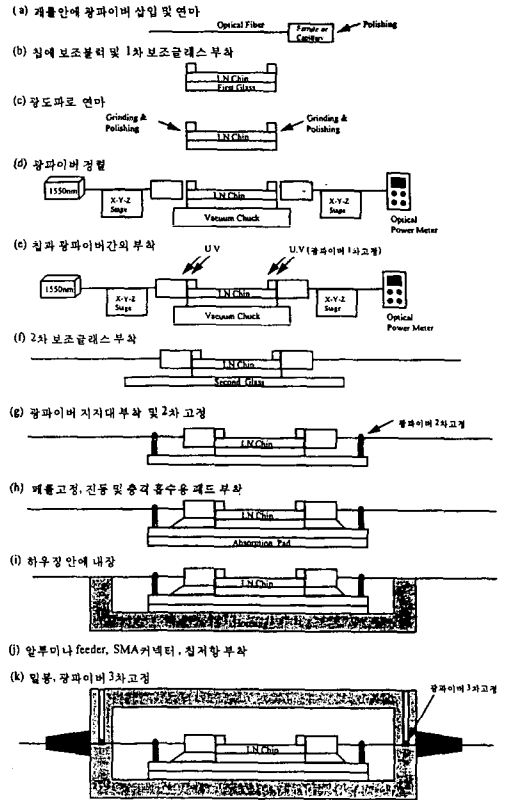 (a) 페룰안에 광파이버 삽입 및 연마
Optical Fiber
Ferrule or
Capillary
Polishing
(b) 칩에 보조블럭 및 1차 보조글래스 부착
LN Chip
First Glass
(c) 광도파로 연마
Grinding &
Polishing
LN Chip
Grinding &
Polishing
(d) 광파이버 정렬
1550nm
X-Y-Z
Stage
LN Chip
Vacuum Chuck
X-Y-Z
Stage
Optical
Power Meter
(e) 칩과 광파이버간의 부착
UV
U.V (광파이버 1차고정)
1550nm
X-Y-Z
Stage
LN Chip
Vacuum Chuck
X-Y-Z
Stage
Optical
Power Meter
(f) 2차 보조글래스 부착
LN Chip
Second Glass
(g) 광파이버 지지대 부착 및 2차 고정
광파이버 2차고정
LN Chip
(h) 페룰고정, 진동 및 충격 흡수용 패드 부착
LN Chip
Absorption Pad
(i) 하우징 안에 내장
LN Chip
Housing
(j) 알루미나 feeder, SMA커넥터, 칩저항 부착
(k) 밀봉, 광파이버 3차고정
광파이버 3차고정
LN Chip